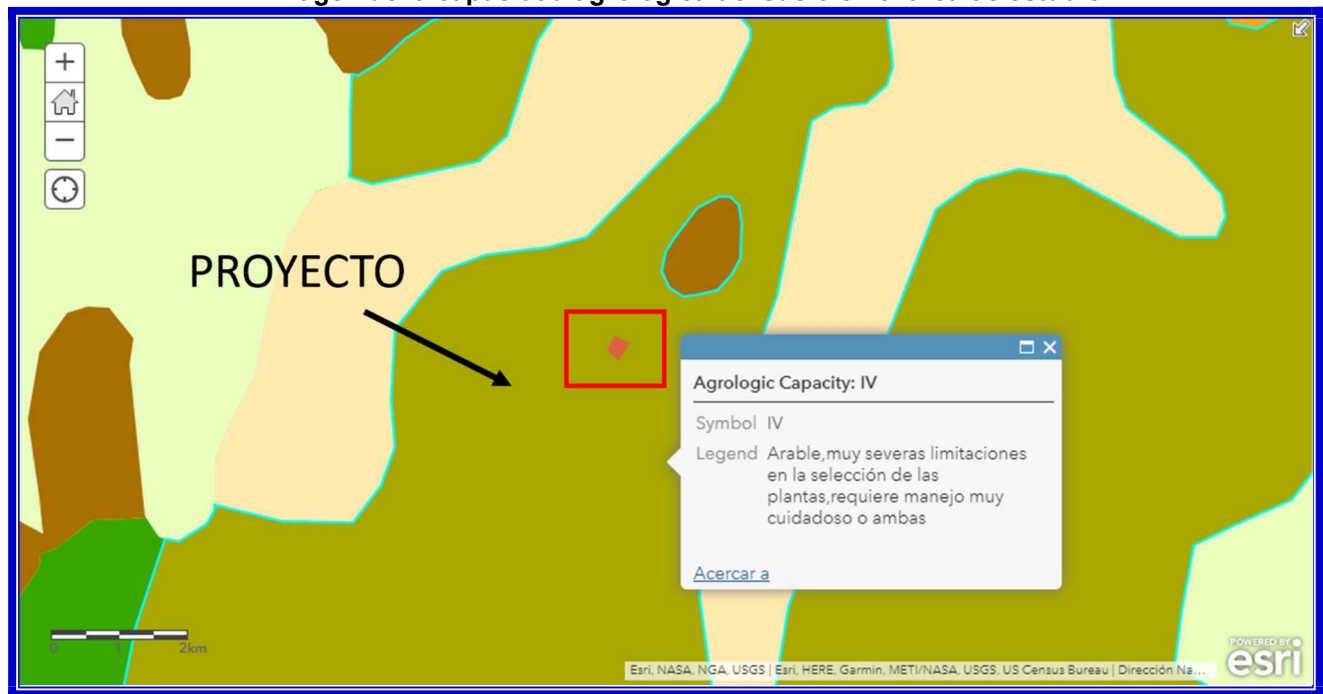 PROYECTO
Agrologic Capacity: IV
Symbol IV
Legend Arable,muy severas limitaciones
en la selección de las
plantas,requiere manejo muy
cuidadoso o ambas
Acercar a
0 1 2km
Esri, NASA, NGA, USGS | Esri, HERE, Garmin, METI/NASA, USGS, US Census Bureau | Dirección Na...
POWERED BY
esri